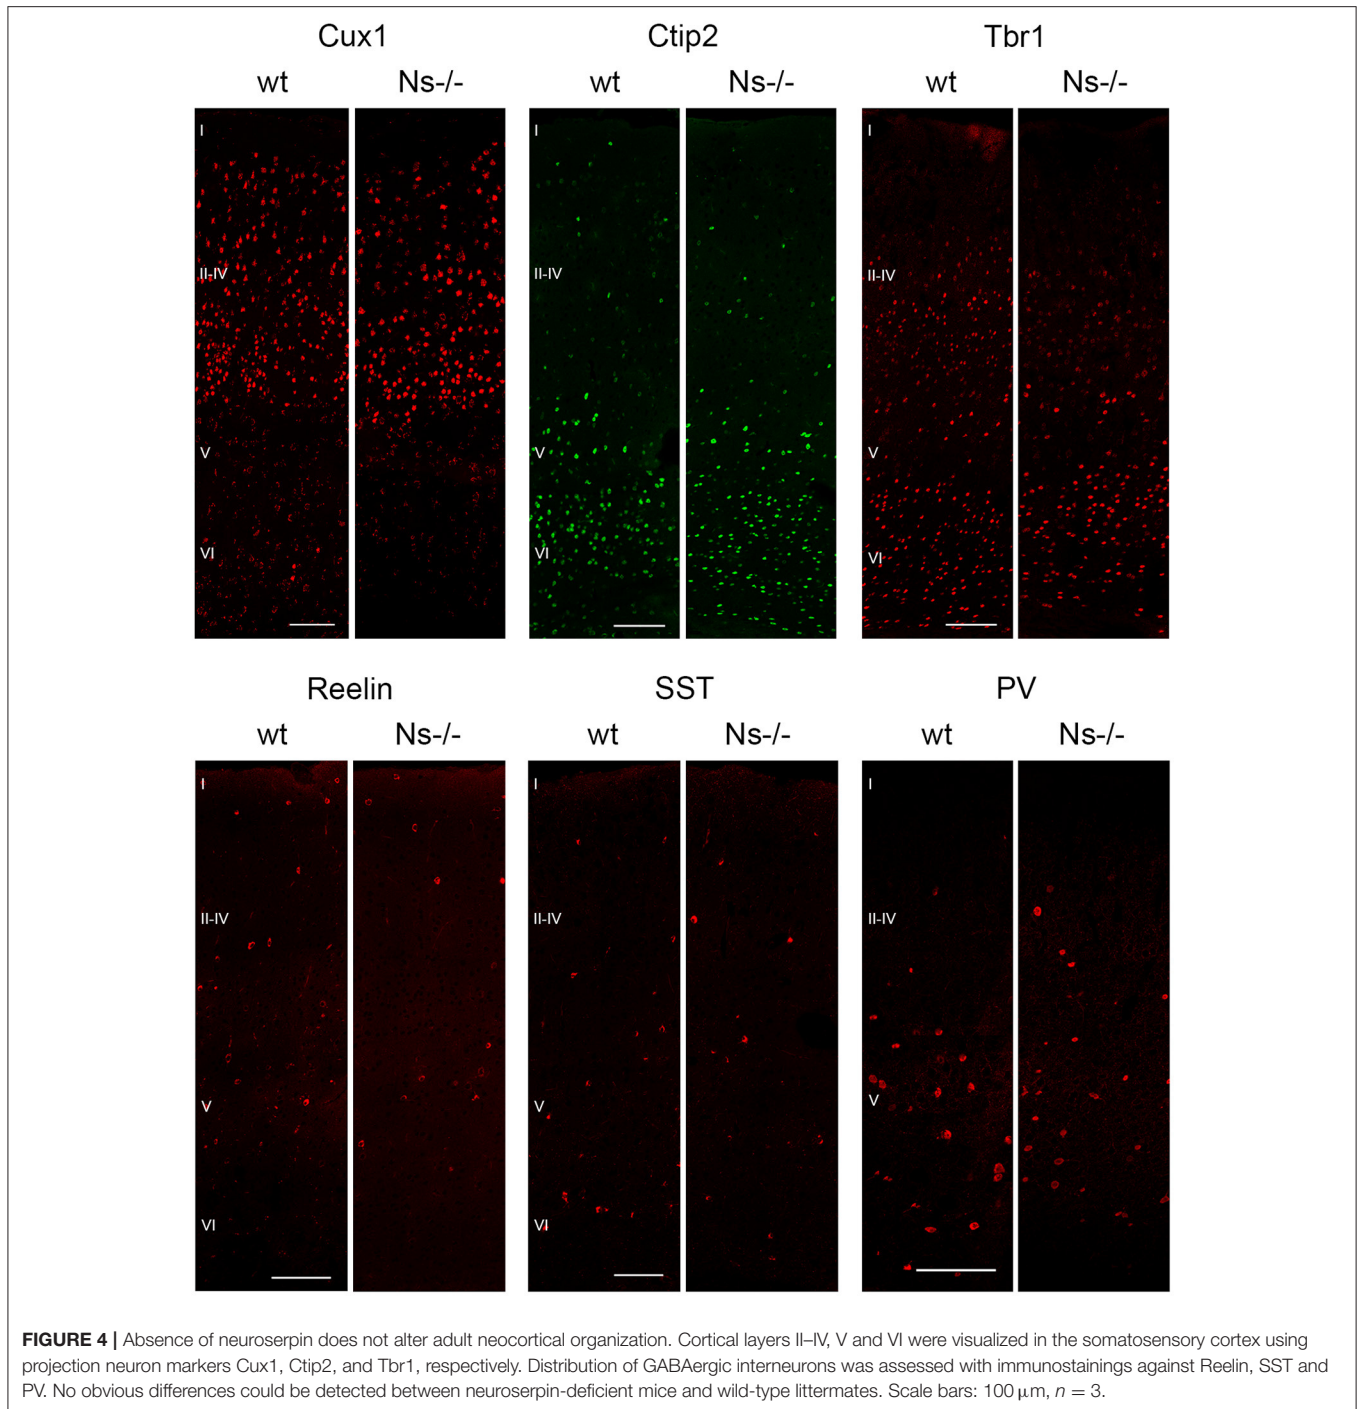 Cux1 Ctip2 Tbr1
wt Ns-/- wt Ns-/- wt Ns-/-
I I I
II-IV II-IV II-IV
V V V
VI VI VI
Reelin SST PV
wt Ns-/- wt Ns-/- wt Ns-/-
I I I
II-IV II-IV II-IV
V V V
VI VI
FIGURE 4 | Absence of neuroserpin does not alter adult neocortical organization. Cortical layers II–IV, V and VI were visualized in the somatosensory cortex using
projection neuron markers Cux1, Ctip2, and Tbr1, respectively. Distribution of GABAergic interneurons was assessed with immunostainings against Reelin, SST and
PV. No obvious differences could be detected between neuroserpin-deficient mice and wild-type littermates. Scale bars: 100 μm, n = 3.